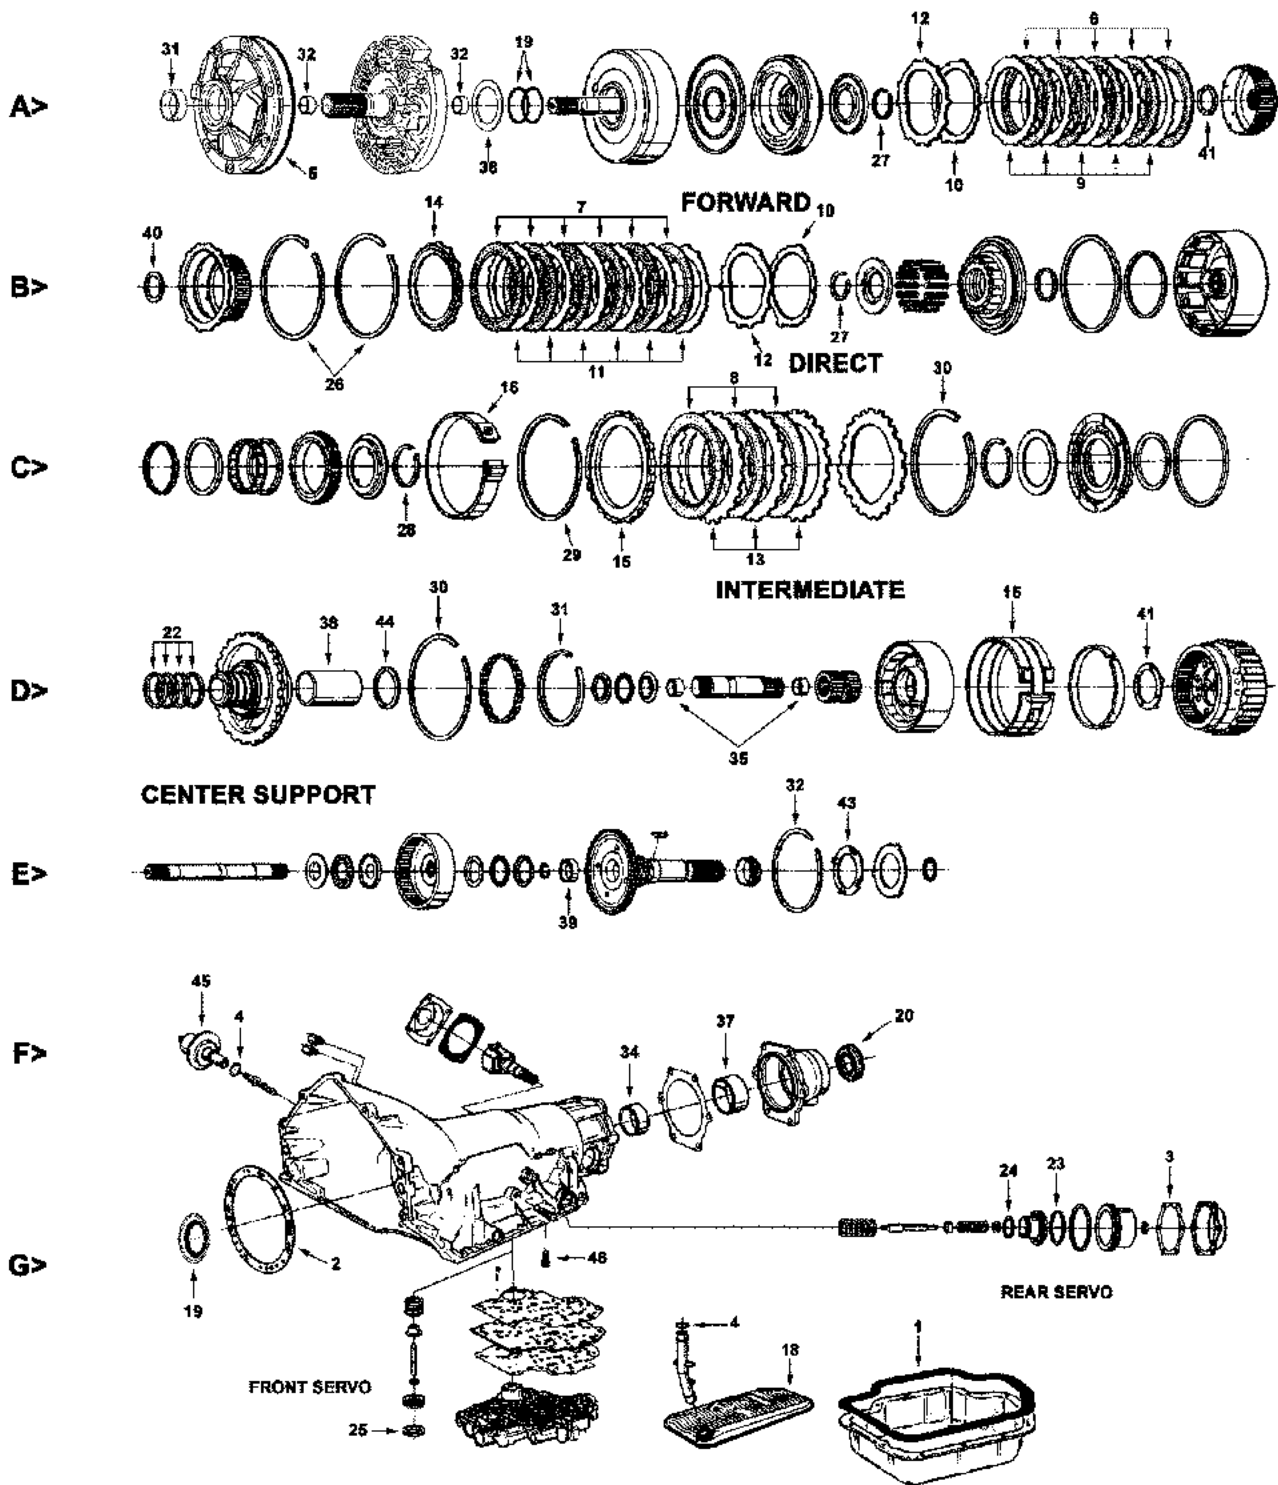 12 6
31 32 32 19
A>
5 36 27 10 9 41
FORWARD
40 14 7 10
B>
26 11 12 27
DIRECT
16 8 30
C>
28 29 15 13
INTERMEDIATE
22 38 44 30 31 15 41
D>
35
CENTER SUPPORT
32 43
E>
39
45 4 37 20
F>
34
24 23 3
G>
19 2 46
REAR SERVO
4 1
18
FRONT SERVO
25